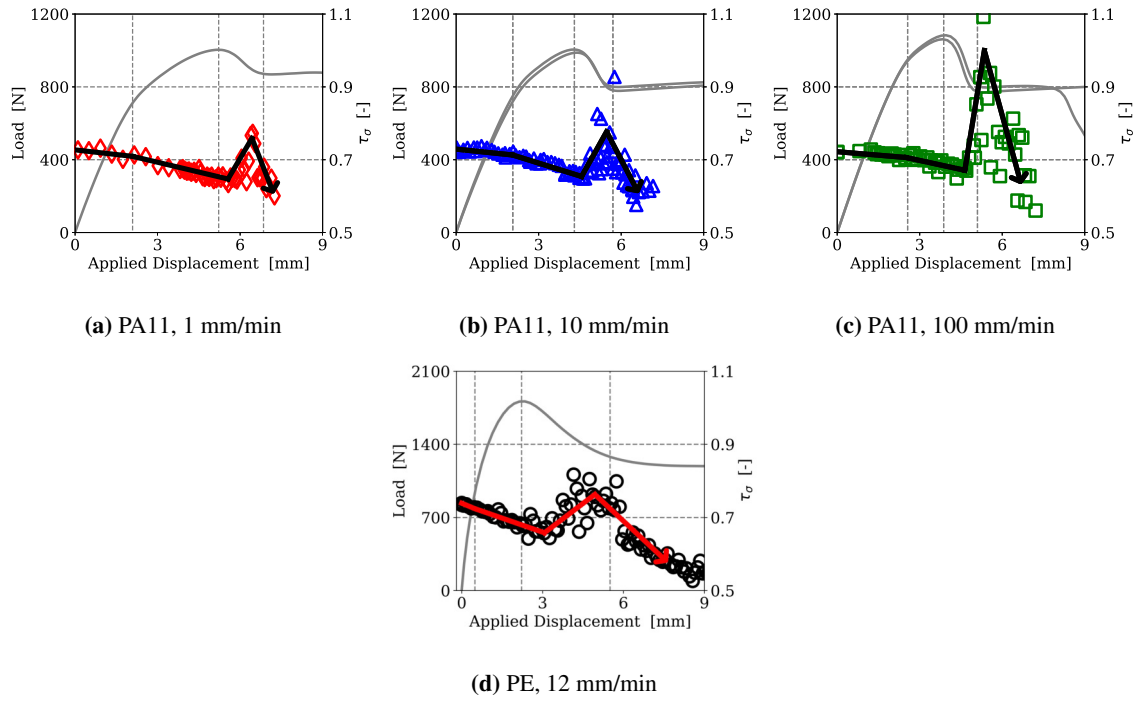 1200
800
400
0
Load [N]
1.1
0.9
0.7
0.5
τσ [-]
0 3 6 9
Applied Displacement [mm]
(a) PA11, 1 mm/min
1200
800
400
0
Load [N]
1.1
0.9
0.7
0.5
τσ [-]
0 3 6 9
Applied Displacement [mm]
(b) PA11, 10 mm/min
1200
800
400
0
Load [N]
1.1
0.9
0.7
0.5
τσ [-]
0 3 6 9
Applied Displacement [mm]
(c) PA11, 100 mm/min
2100
1400
700
0
Load [N]
1.1
0.9
0.7
0.5
τσ [-]
0 3 6 9
Applied Displacement [mm]
(d) PE, 12 mm/min